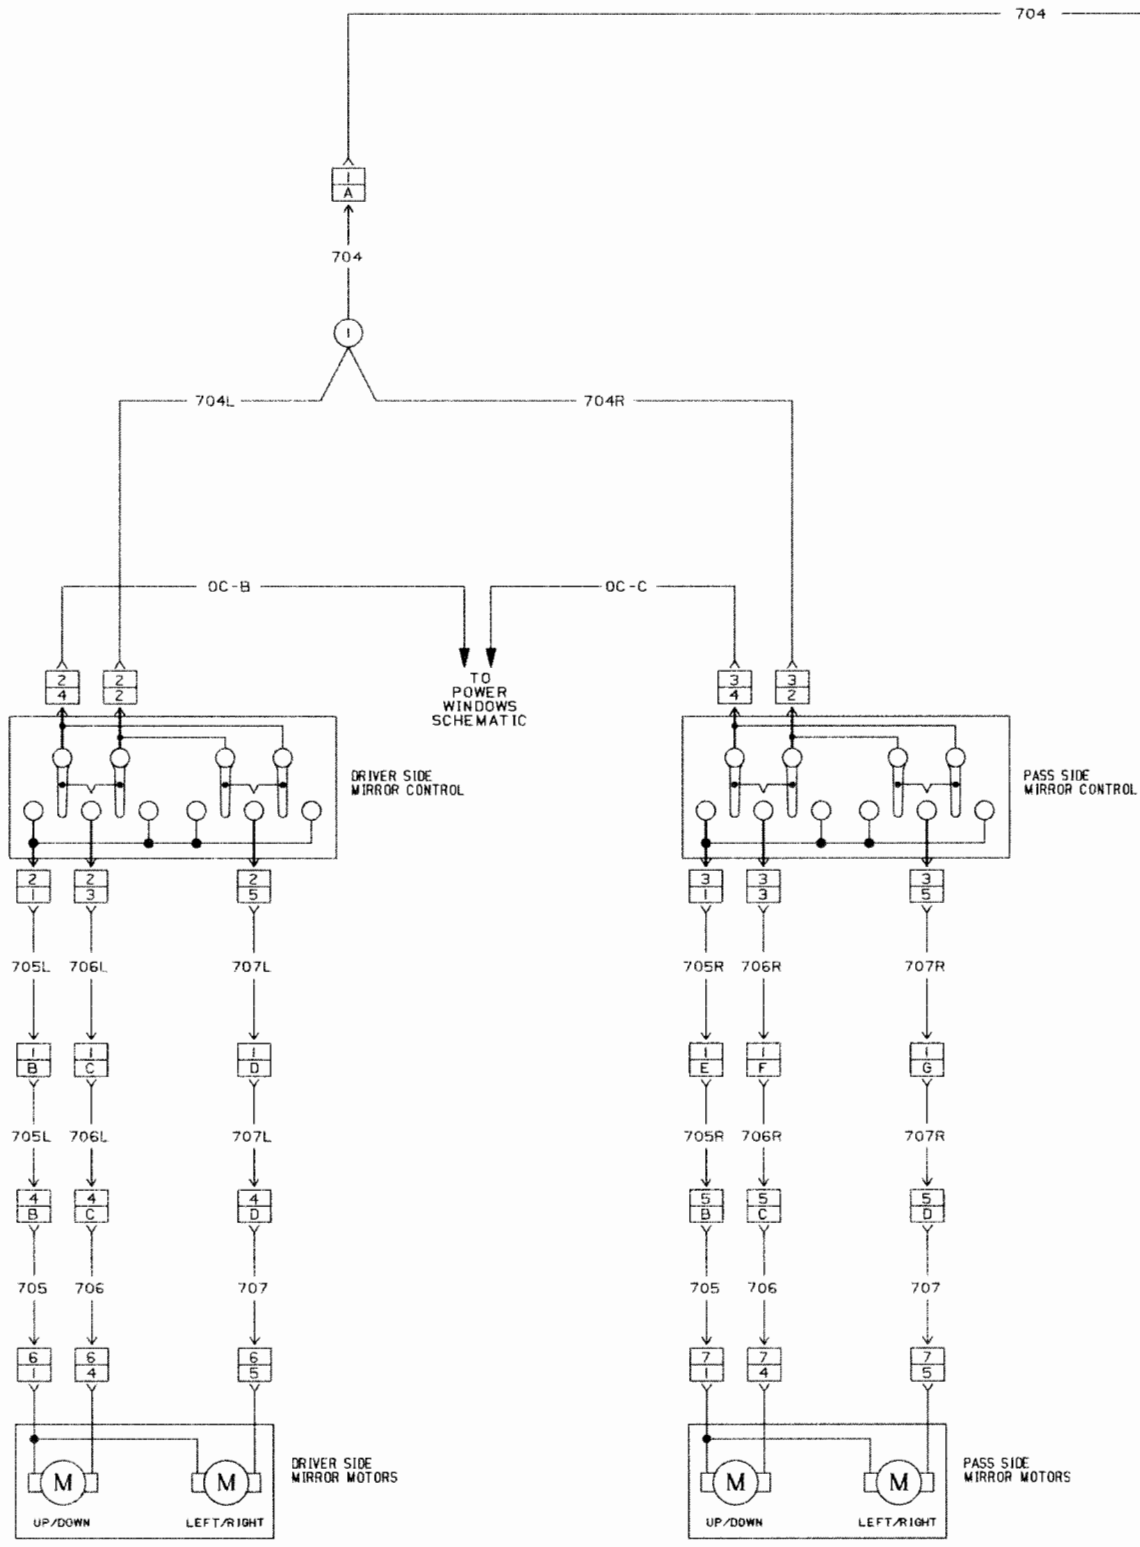 704
1
A
704
1
704L 704R
0C-B 0C-C
2 2 3 3
4 2 4 2
TO
POWER
WINDOWS
SCHEMATIC
DRIVER SIDE
MIRROR CONTROL
PASS SIDE
MIRROR CONTROL
2 2 2 3 3 3
1 3 5 1 3 5
705L 706L 707L 705R 706R 707R
1 1 1 1 1 1
B C D E F G
705L 706L 707L 705R 706R 707R
4 4 4 5 5 5
B C D B C D
705 706 707 705 706 707
6 6 6 7 7 7
1 4 5 1 4 5
DRIVER SIDE
MIRROR MOTORS
PASS SIDE
MIRROR MOTORS
M M M M
UP/DOWN LEFT/RIGHT UP/DOWN LEFT/RIGHT